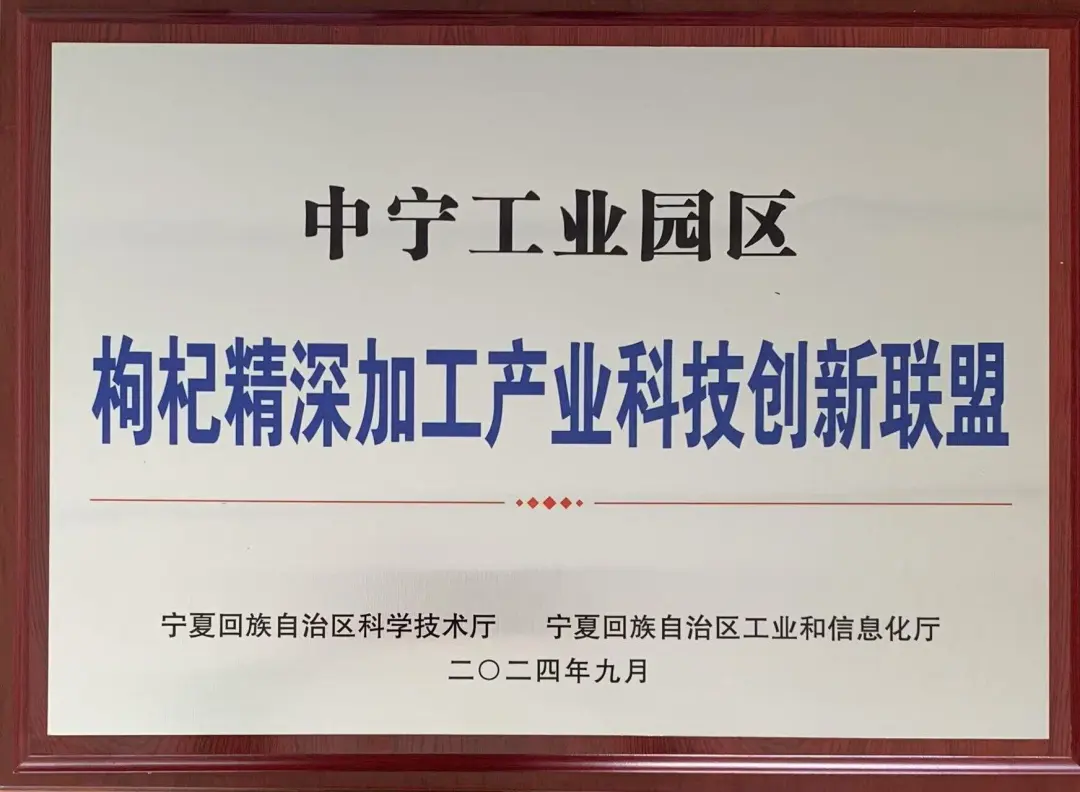 中宁工业园区
枸杞精深加工产业科技创新联盟
宁夏回族自治区科学技术厅 宁夏回族自治区工业和信息化厅
二〇二四年九月